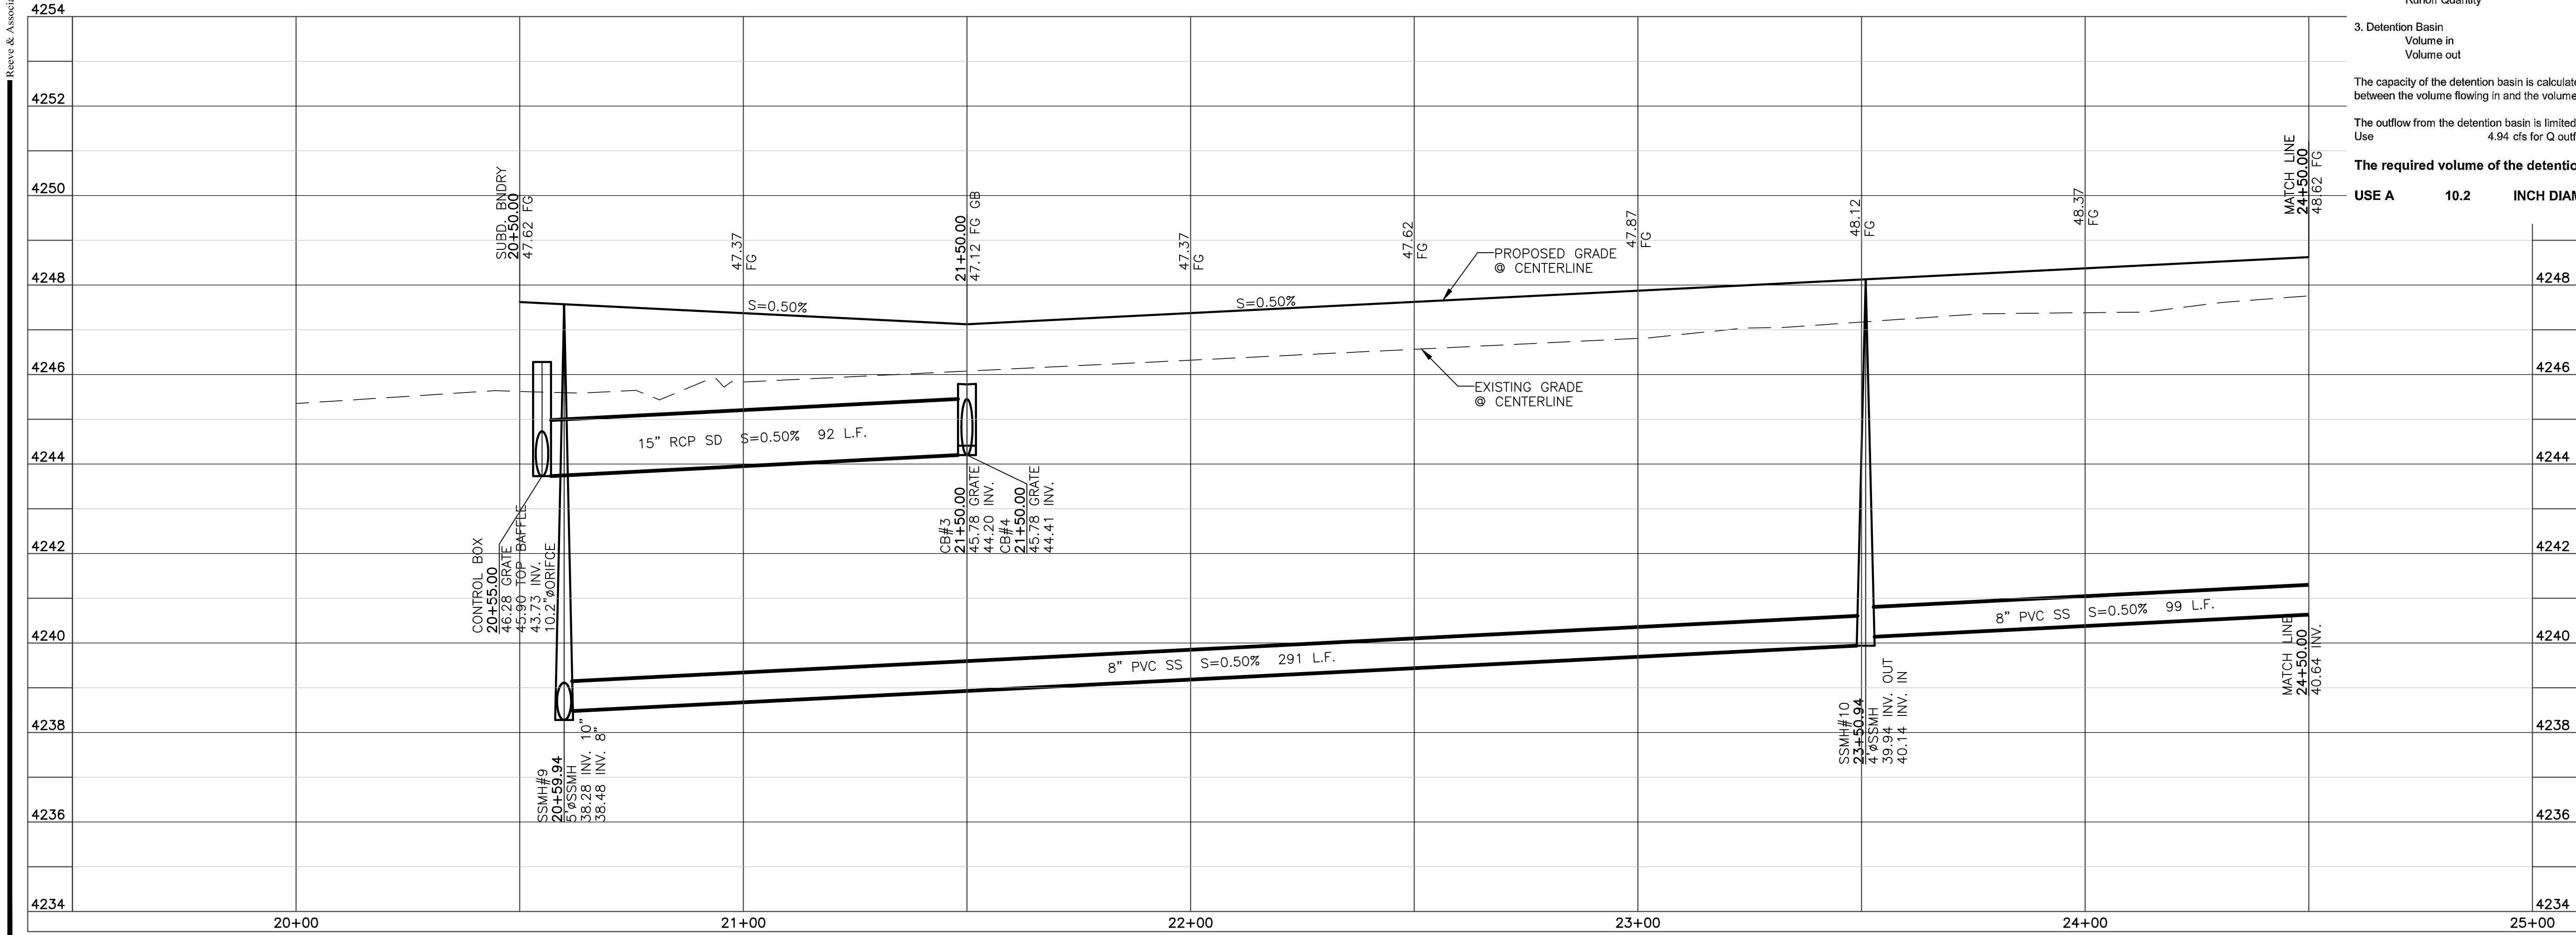 Reeve & Associa
4254
4252
4250
4248
4246
4244
4242
4240
4238
4236
4234
SUBD. BNDRY
20+50.00
47.62 FG
47.37
FG
21+50.00
47.12 FG GB
47.37
FG
47.62
FG
47.87
FG
48.12
FG
48.37
FG
MATCH LINE
24+50.00
48.62 FG
S=0.50%
S=0.50%
PROPOSED GRADE
@ CENTERLINE
EXISTING GRADE
@ CENTERLINE
15" RCP SD S=0.50% 92 L.F.
CONTROL BOX
20+55.00
46.28 GRATE
45.90 TOP BAFFLE
43.73 INV.
10.2"øORIFICE
CB#3
21+50.00
45.78 GRATE
44.20 INV.
CB#4
21+50.00
45.78 GRATE
44.41 INV.
8" PVC SS S=0.50% 291 L.F.
8" PVC SS S=0.50% 99 L.F.
SSMH#9
20+59.94
5'øSSMH
38.28 INV. 10"
38.48 INV. 8"
SSMH#10
23+50.94
4'øSSMH
39.94 INV. OUT
40.14 INV. IN
MATCH LINE
24+50.00
40.64 INV.
20+00
21+00
22+00
23+00
24+00
25+00
Runoff Quantity
3. Detention Basin
Volume in
Volume out
The capacity of the detention basin is calculate
between the volume flowing in and the volume
The outflow from the detention basin is limited
Use 4.94 cfs for Q outf
The required volume of the detentio
USE A 10.2 INCH DIAM
4248
4246
4244
4242
4240
4238
4236
4234